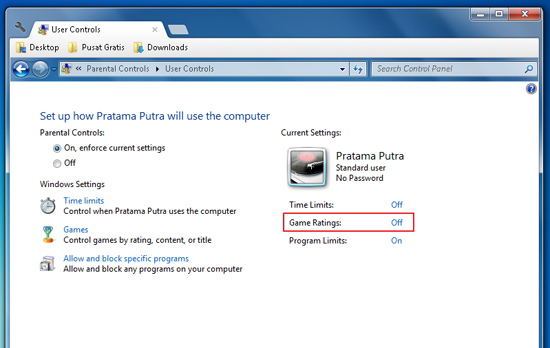 User Controls
Desktop Pusat Gratis Downloads
Parental Controls User Controls Search Control Panel
Set up how Pratama Putra will use the computer
Parental Controls:
On, enforce current settings
Off
Windows Settings
Time limits
Control when Pratama Putra uses the computer
Games
Control games by rating, content, or title
Allow and block specific programs
Allow and block any programs on your computer
Current Settings:
Pratama Putra
Standard user
No Password
Time Limits: Off
Game Ratings: Off
Program Limits: On